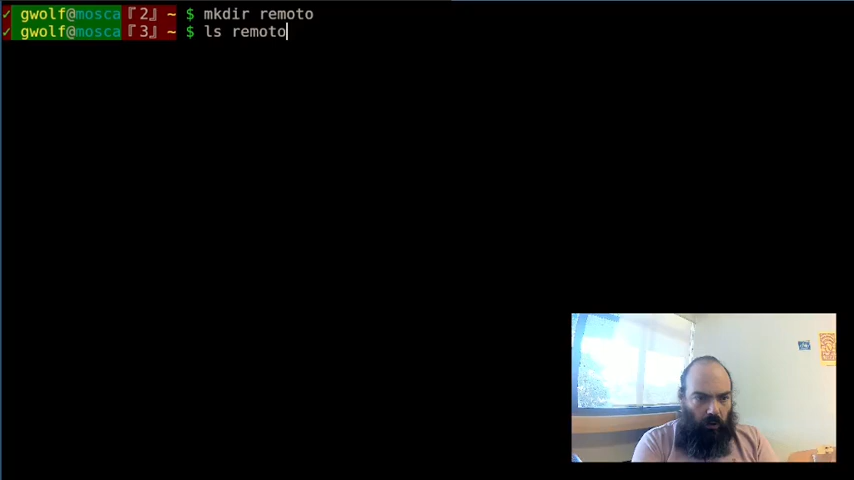 ✓ gwolf@mosca『2』~ $ mkdir remoto
✓ gwolf@mosca『3』~ $ ls remoto